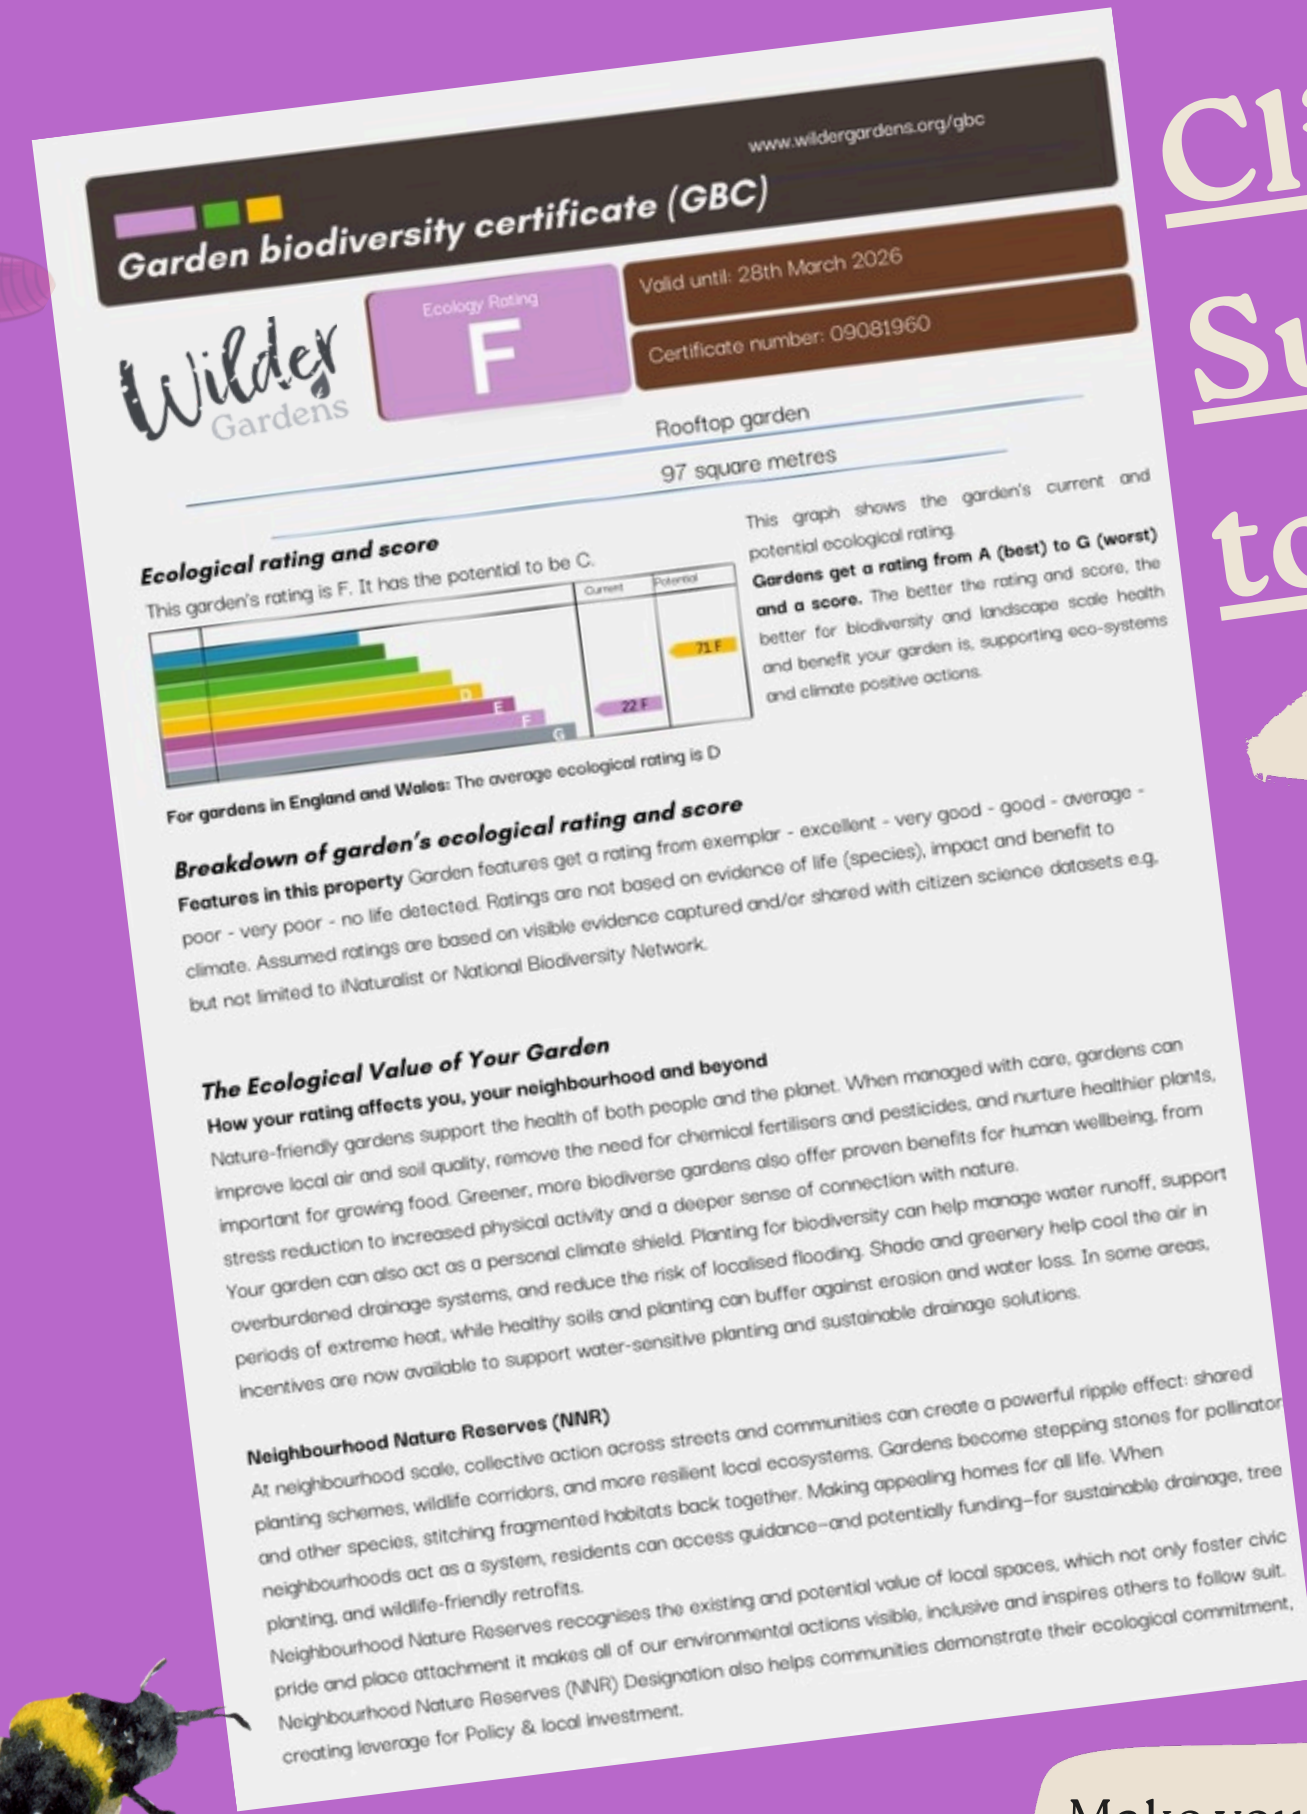 www.wildergardens.org/gbc
Garden biodiversity certificate (GBC)
Wilder
Gardens
Ecology Rating
F
Valid until: 28th March 2026
Certificate number: 09081960
Rooftop garden
97 square metres
Ecological rating and score
This garden's rating is F. It has the potential to be C.
Current
Potential
71 F
22 F
D
E
F
G
For gardens in England and Wales: The average ecological rating is D
This graph shows the garden's current and
potential ecological rating.
Gardens get a rating from A (best) to G (worst)
and a score. The better the rating and score, the
better for biodiversity and landscape scale health
and benefit your garden is, supporting eco-systems
and climate positive actions.
Breakdown of garden's ecological rating and score
Features in this property Garden features get a rating from exemplar - excellent - very good - good - average -
poor - very poor - no life detected. Ratings are not based on evidence of life (species), impact and benefit to
climate. Assumed ratings are based on visible evidence captured and/or shared with citizen science datasets e.g,
but not limited to iNaturalist or National Biodiversity Network.
The Ecological Value of Your Garden
How your rating affects you, your neighbourhood and beyond
Nature-friendly gardens support the health of both people and the planet. When managed with care, gardens can
improve local air and soil quality, remove the need for chemical fertilisers and pesticides, and nurture healthier plants,
important for growing food. Greener, more biodiverse gardens also offer proven benefits for human wellbeing, from
stress reduction to increased physical activity and a deeper sense of connection with nature.
Your garden can also act as a personal climate shield. Planting for biodiversity can help manage water runoff, support
overburdened drainage systems, and reduce the risk of localised flooding. Shade and greenery help cool the air in
periods of extreme heat, while healthy soils and planting can buffer against erosion and water loss. In some areas,
incentives are now available to support water-sensitive planting and sustainable drainage solutions.
Neighbourhood Nature Reserves (NNR)
At neighbourhood scale, collective action across streets and communities can create a powerful ripple effect: shared
planting schemes, wildlife corridors, and more resilient local ecosystems. Gardens become stepping stones for pollinator
and other species, stitching fragmented habitats back together. Making appealing homes for all life. When
neighbourhoods act as a system, residents can access guidance—and potentially funding—for sustainable drainage, tree
planting, and wildlife-friendly retrofits.
Neighbourhood Nature Reserves recognises the existing and potential value of local spaces, which not only foster civic
pride and place attachment it makes all of our environmental actions visible, inclusive and inspires others to follow suit.
Neighbourhood Nature Reserves (NNR) Designation also helps communities demonstrate their ecological commitment,
creating leverage for Policy & local investment.
Su
to
Make you